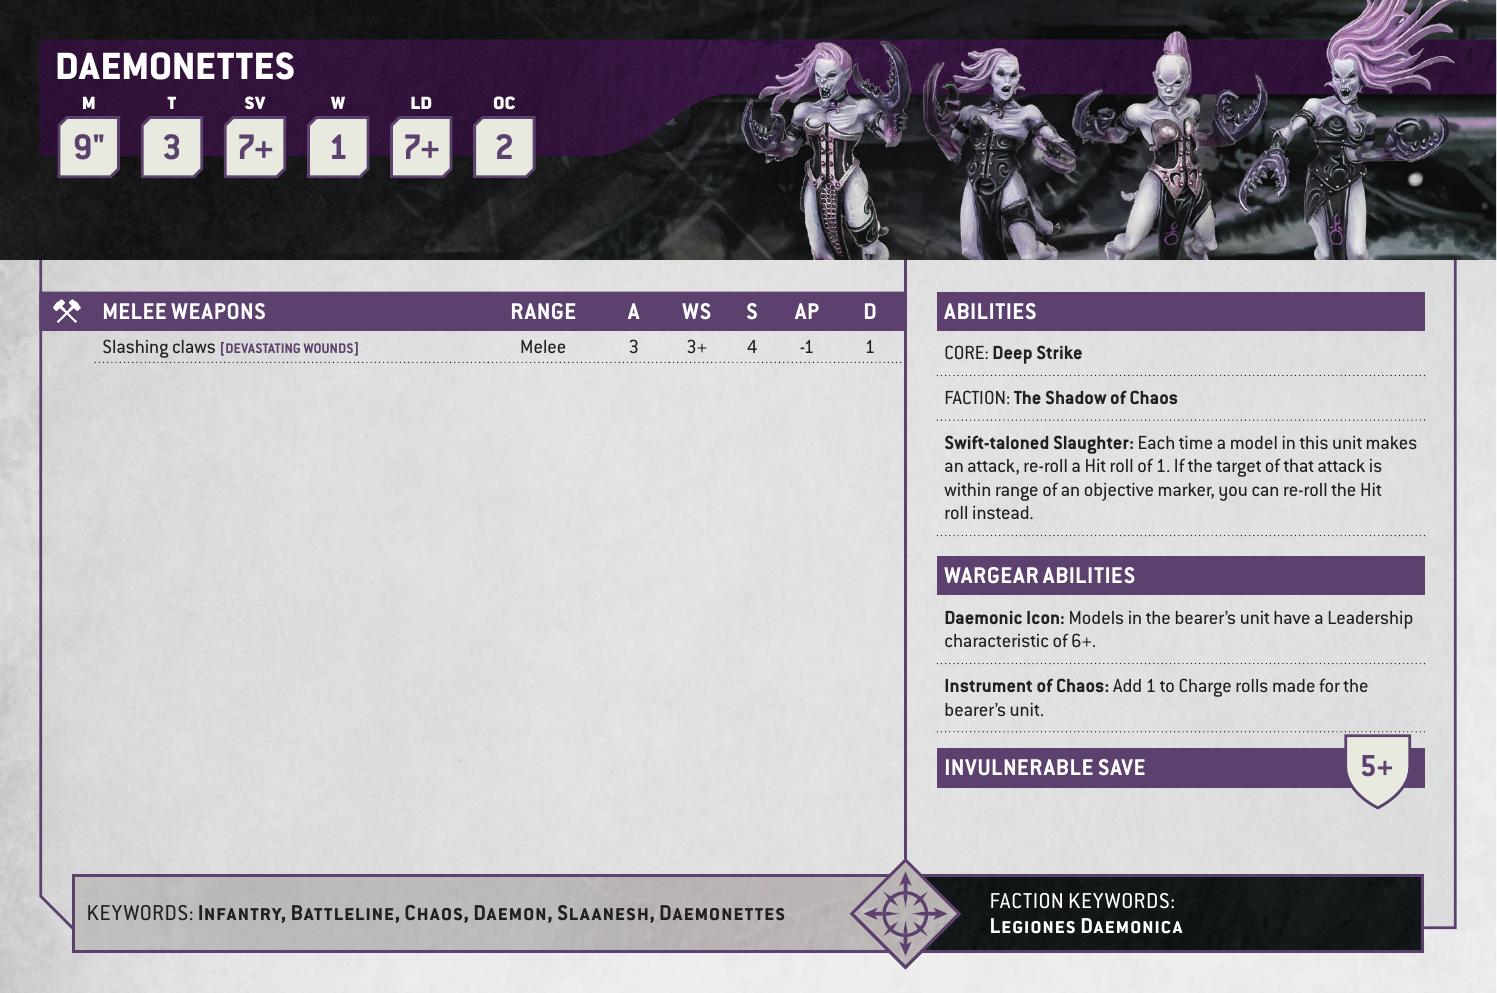 DAEMONETTES
M T SV W LD OC
9" 3 7+ 1 7+ 2
MELEE WEAPONS RANGE A WS S AP D
Slashing claws [DEVASTATING WOUNDS] Melee 3 3+ 4 -1 1
ABILITIES
CORE: Deep Strike
FACTION: The Shadow of Chaos
Swift-taloned Slaughter: Each time a model in this unit makes
an attack, re-roll a Hit roll of 1. If the target of that attack is
within range of an objective marker, you can re-roll the Hit
roll instead.
WARGEAR ABILITIES
Daemonic Icon: Models in the bearer's unit have a Leadership
characteristic of 6+.
Instrument of Chaos: Add 1 to Charge rolls made for the
bearer's unit.
INVULNERABLE SAVE 5+
KEYWORDS: INFANTRY, BATTLELINE, CHAOS, DAEMON, SLAANESH, DAEMONETTES
FACTION KEYWORDS:
LEGIONES DAEMONICA